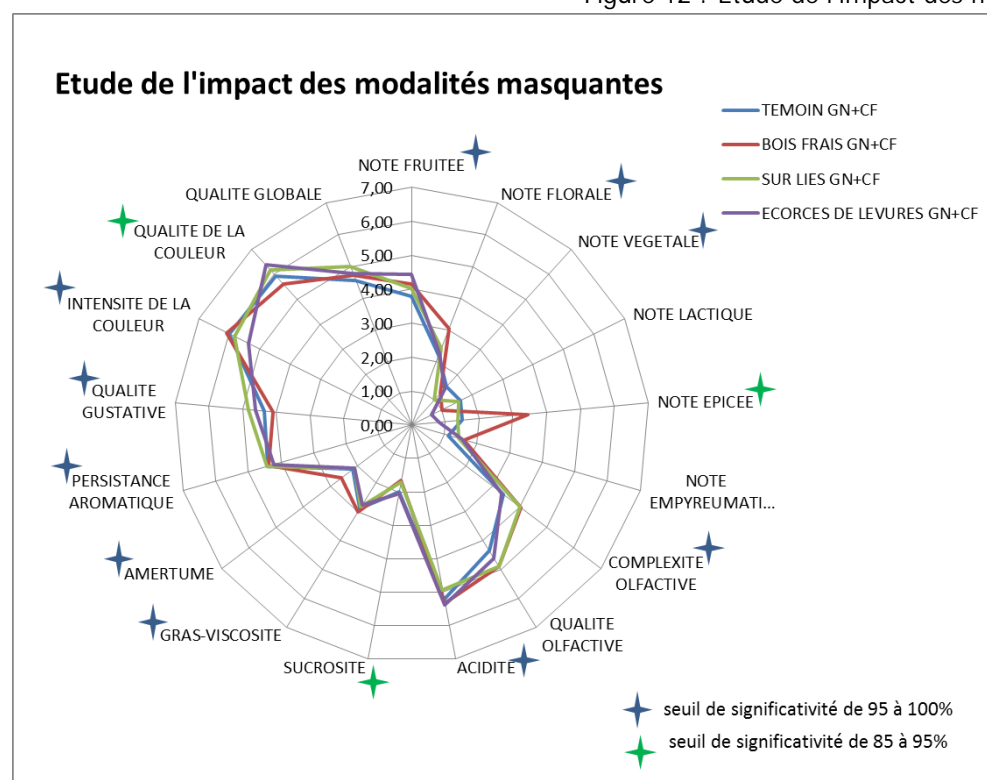 Etude de l'impact des modalités masquantes
TEMOIN GN+CF
BOIS FRAIS GN+CF
SUR LIES GN+CF
ECORCES DE LEVURES GN+CF
NOTE FRUITEE
NOTE FLORALE
NOTE VEGETALE
NOTE LACTIQUE
NOTE EPICEE
NOTE
EMPYREUMATI...
COMPLEXITE
OLFACTIVE
QUALITE
OLFACTIVE
ACIDITE
SUCROSITE
GRAS-VISCOSITE
AMERTUME
PERSISTANCE
AROMATIQUE
QUALITE
GUSTATIVE
INTENSITE DE LA
COULEUR
QUALITE DE LA
COULEUR
QUALITE GLOBALE
7,00
6,00
5,00
4,00
3,00
2,00
1,00
0,00
seuil de significativité de 95 à 100%
seuil de significativité de 85 à 95%